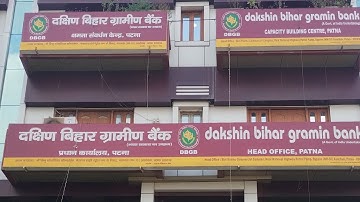 दक्षिण बिहार ग्रामीण बैंक
क्षमता संवर्धन केन्द्र, पटना
DBGB
dakshin bihar gramin bank
CAPACITY BUILDING CENTRE, PATNA
दक्षिण बिहार ग्रामीण बैंक
प्रधान कार्यालय, पटना
DBGB
dakshin bihar gramin bank
HEAD OFFICE, PATNA